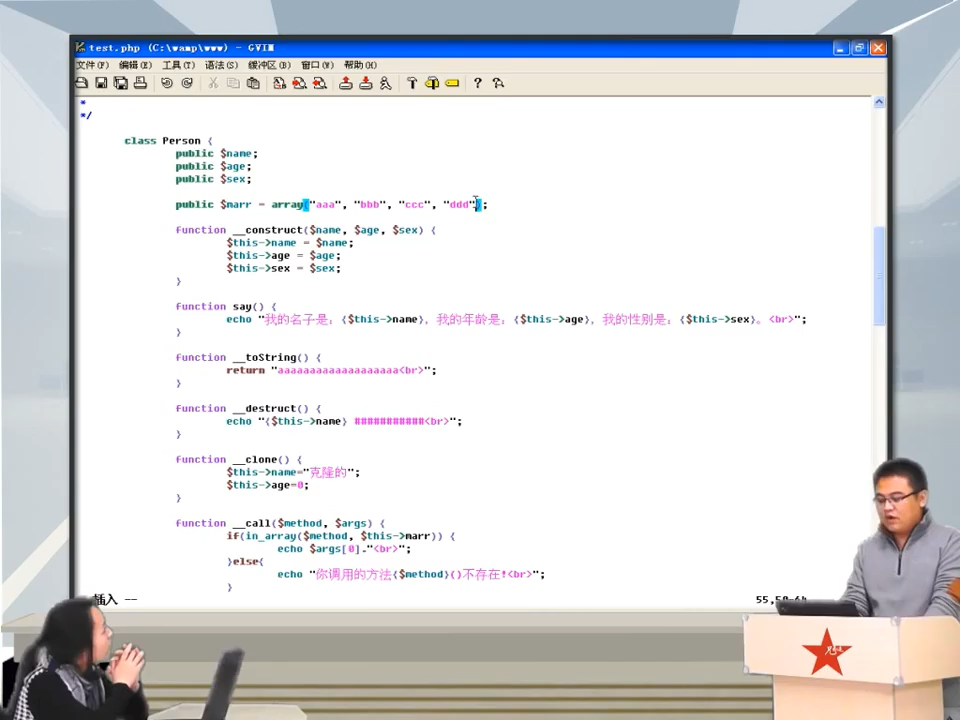 test.php (C:\wamp\www) - GVIM
文件(F) 编辑(E) 工具(T) 语法(S) 缓冲区(B) 窗口(W) 帮助(H)
*
*/
class Person {
public $name;
public $age;
public $sex;
public $marr = array("aaa", "bbb", "ccc", "ddd");
function __construct($name, $age, $sex) {
$this->name = $name;
$this->age = $age;
$this->sex = $sex;
}
function say() {
echo "我的名子是：{$this->name}，我的年龄是：{$this->age}，我的性别是：{$this->sex}。<br>";
}
function __toString() {
return "aaaaaaaaaaaaaaaaaaa<br>";
}
function __destruct() {
echo "{$this->name} ###########<br>";
}
function __clone() {
$this->name="克隆的";
$this->age=0;
}
function __call($method, $args) {
if(in_array($method, $this->marr)) {
echo $args[0]."<br>";
}else{
echo "你调用的方法{$method}()不存在!<br>";
}
插入 --